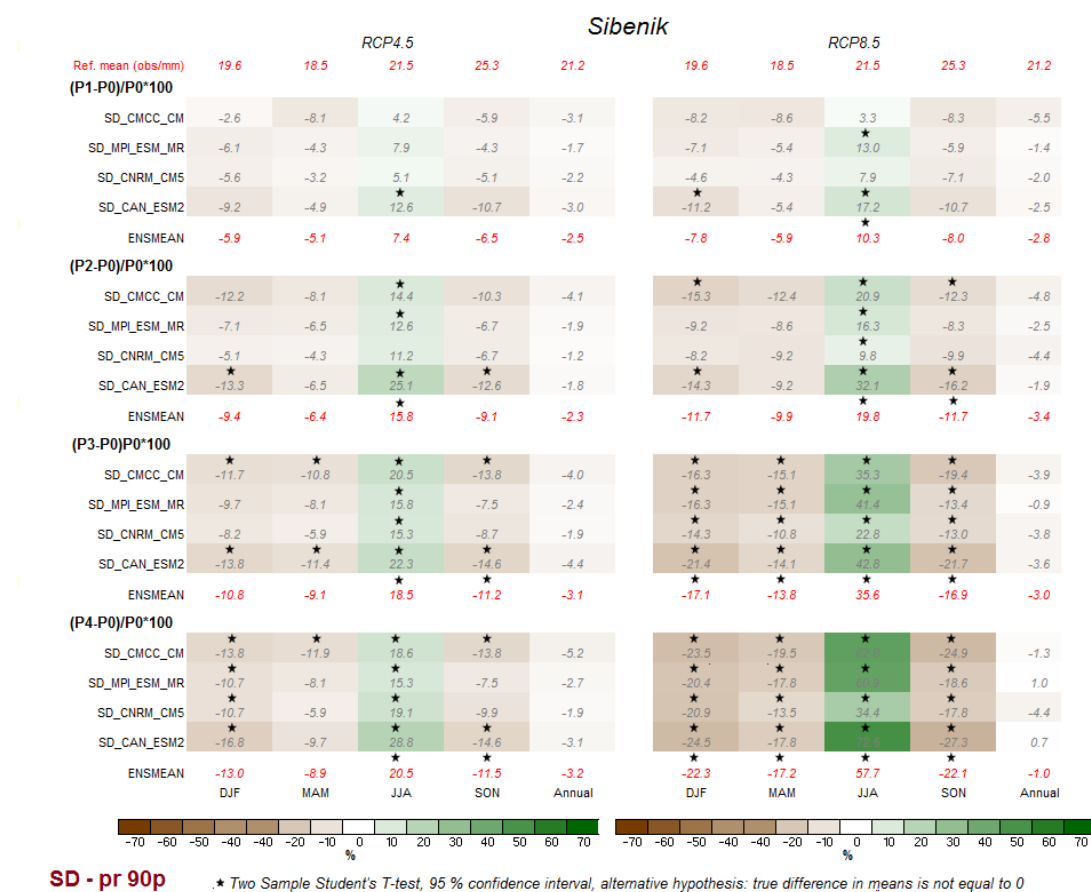 Sibenik
RCP4.5 RCP8.5
Ref. mean (obs/mm) 19.6 18.5 21.5 25.3 21.2 19.6 18.5 21.5 25.3 21.2
(P1-P0)/P0*100
SD_CMCC_CM -2.6 -8.1 4.2 -5.9 -3.1 -8.2 -8.6 3.3 -8.3 -5.5
SD_MPI_ESM_MR -6.1 -4.3 7.9 -4.3 -1.7 -7.1 -5.4 ★ 13.0 -5.9 -1.4
SD_CNRM_CM5 -5.6 -3.2 5.1 -5.1 -2.2 -4.6 -4.3 7.9 -7.1 -2.0
SD_CAN_ESM2 -9.2 -4.9 ★ 12.6 -10.7 -3.0 ★ -11.2 -5.4 ★ 17.2 -10.7 -2.5
ENSMEAN -5.9 -5.1 7.4 -6.5 -2.5 -7.8 -5.9 ★ 10.3 -8.0 -2.8
(P2-P0)/P0*100
SD_CMCC_CM -12.2 -8.1 ★ 14.4 -10.3 -4.1 ★ -15.3 -12.4 ★ 20.9 ★ -12.3 -4.8
SD_MPI_ESM_MR -7.1 -6.5 ★ 12.6 -6.7 -1.9 -9.2 -8.6 ★ 16.3 -8.3 -2.5
SD_CNRM_CM5 -5.1 -4.3 11.2 -6.7 -1.2 -8.2 -9.2 ★ 9.8 -9.9 -4.4
SD_CAN_ESM2 ★ -13.3 -6.5 ★ 25.1 ★ -12.6 -1.8 ★ -14.3 -9.2 ★ 32.1 ★ -16.2 -1.9
ENSMEAN -9.4 -6.4 ★ 15.8 -9.1 -2.3 -11.7 -9.9 ★ 19.8 ★ -11.7 -3.4
(P3-P0)P0*100
SD_CMCC_CM ★ -11.7 ★ -10.8 ★ 20.5 ★ -13.8 -4.0 ★ -16.3 ★ -15.1 ★ 35.3 ★ -19.4 -3.9
SD_MPI_ESM_MR -9.7 -8.1 ★ 15.8 -7.5 -2.4 ★ -16.3 ★ -15.1 ★ 41.4 ★ -13.4 -0.9
SD_CNRM_CM5 -8.2 -5.9 ★ 15.3 -8.7 -1.9 ★ -14.3 ★ -10.8 ★ 22.8 ★ -13.0 -3.8
SD_CAN_ESM2 ★ -13.8 ★ -11.4 ★ 22.3 ★ -14.6 -4.4 ★ -21.4 ★ -14.1 ★ 42.8 ★ -21.7 -3.6
ENSMEAN -10.8 -9.1 ★ 18.5 ★ -11.2 -3.1 ★ -17.1 ★ -13.8 ★ 35.6 ★ -16.9 -3.0
(P4-P0)/P0*100
SD_CMCC_CM ★ -13.8 ★ -11.9 ★ 18.6 ★ -13.8 -5.2 ★ -23.5 ★ -19.5 ★ ★ -24.9 -1.3
SD_MPI_ESM_MR ★ -10.7 -8.1 ★ 15.3 -7.5 -2.7 ★ -20.4 ★ -17.8 ★ ★ -18.6 1.0
SD_CNRM_CM5 ★ -10.7 -5.9 ★ 19.1 -9.9 -1.9 ★ -20.9 ★ -13.5 ★ 34.4 ★ -17.8 -4.4
SD_CAN_ESM2 ★ -16.8 -9.7 ★ 28.8 ★ -14.6 -3.1 ★ -24.5 ★ -17.8 ★ ★ -27.3 0.7
ENSMEAN -13.0 -8.9 ★ 20.5 ★ -11.5 -3.2 ★ -22.3 ★ -17.2 ★ 57.7 ★ -22.1 -1.0
DJF MAM JJA SON Annual DJF MAM JJA SON Annual
-70 -60 -50 -40 -40 -20 -10 0 10 20 30 40 50 60 70 -70 -60 -50 -40 -40 -20 -10 0 10 20 30 40 50 60 70
% %
SD - pr 90p ★ Two Sample Student's T-test, 95 % confidence interval, alternative hypothesis: true difference in means is not equal to 0